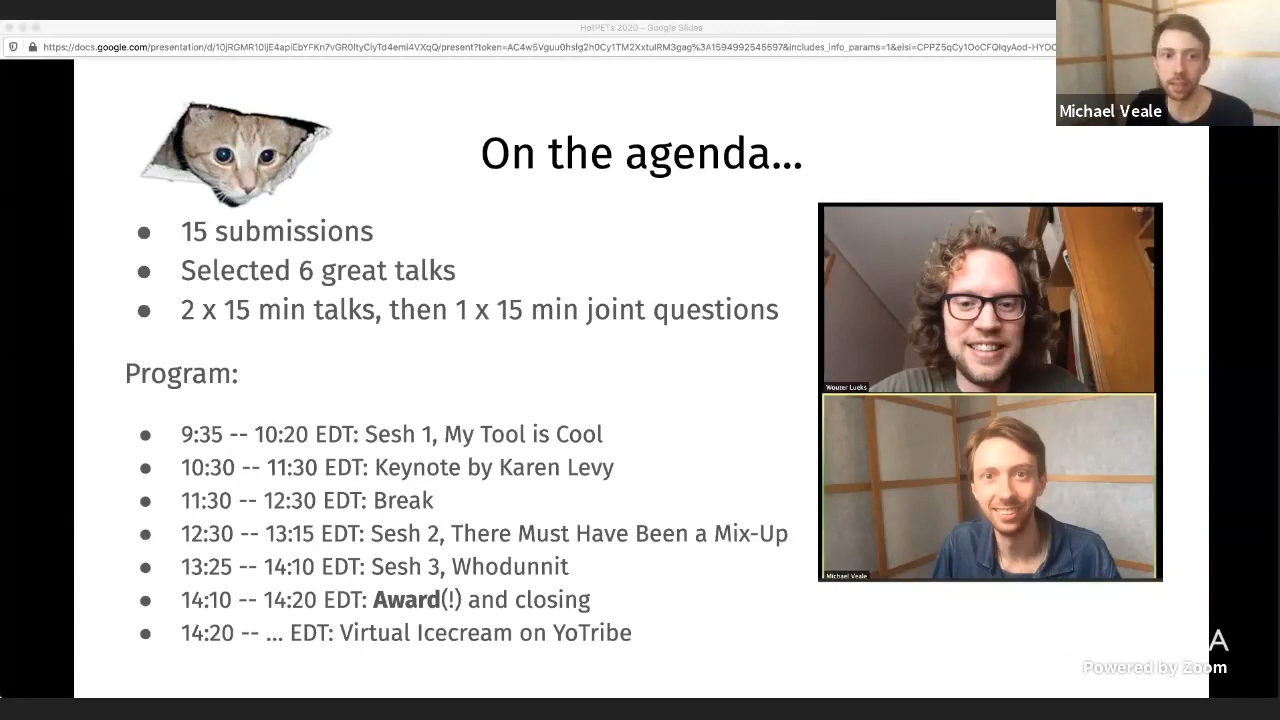 HotPETs 2020 – Google Slides
Michael Veale
On the agenda...
15 submissions
Selected 6 great talks
2 x 15 min talks, then 1 x 15 min joint questions
Program:
9:35 -- 10:20 EDT: Sesh 1, My Tool is Cool
10:30 -- 11:30 EDT: Keynote by Karen Levy
11:30 -- 12:30 EDT: Break
12:30 -- 13:15 EDT: Sesh 2, There Must Have Been a Mix-Up
13:25 -- 14:10 EDT: Sesh 3, Whodunnit
14:10 -- 14:20 EDT: Award(!) and closing
14:20 -- ... EDT: Virtual Icecream on YoTribe
Wouter Lueks
Michael Veale
A
Powered by Zoom